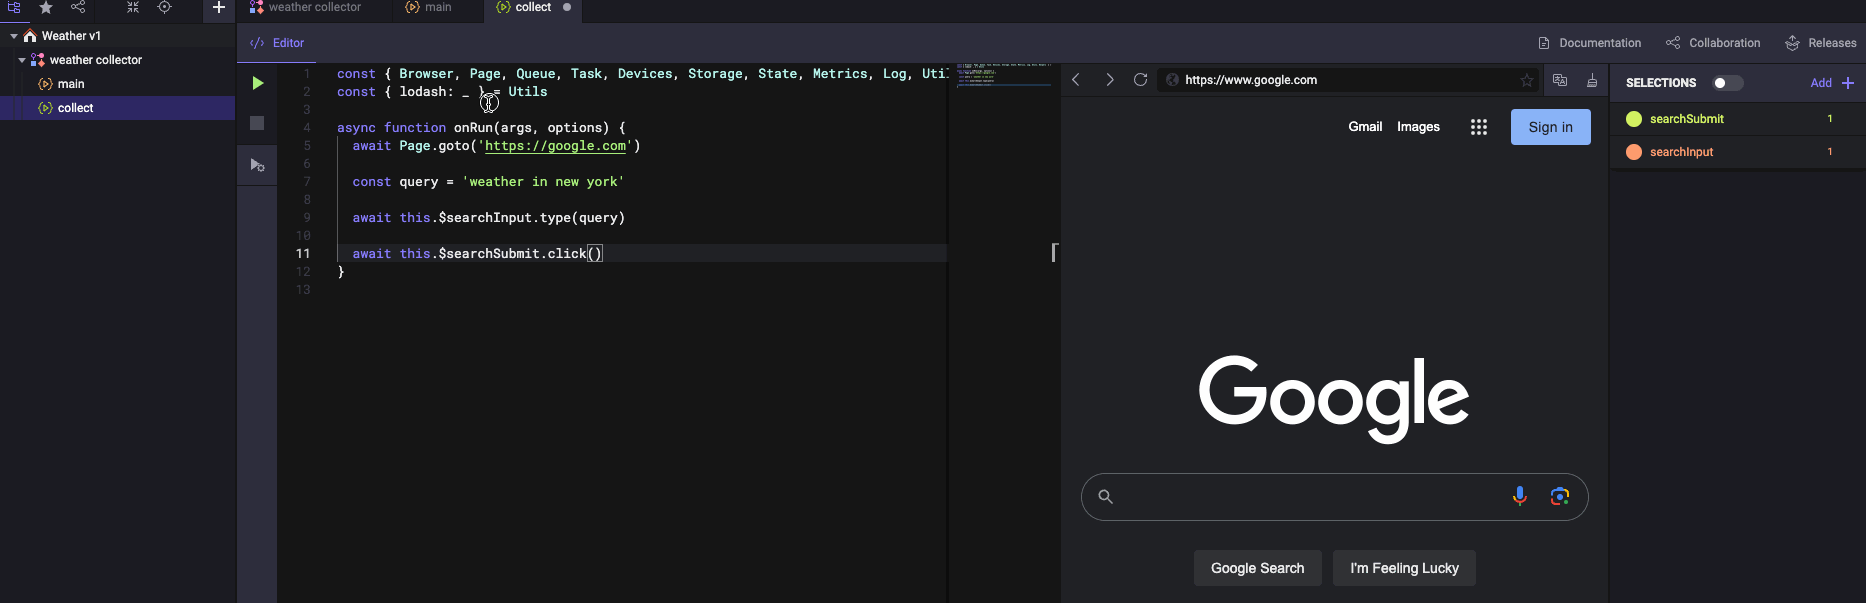 weather collector
main
collect
Weather v1
weather collector
main
collect
Editor
Documentation
Collaboration
Releases
1 const { Browser, Page, Queue, Task, Devices, Storage, State, Metrics, Log, Util
2 const { lodash: _ } = Utils
3
4 async function onRun(args, options) {
5 await Page.goto('https://google.com')
6
7 const query = 'weather in new york'
8
9 await this.$searchInput.type(query)
10
11 await this.$searchSubmit.click()
12 }
13
https://www.google.com
Gmail Images
Sign in
Google
Google Search
I'm Feeling Lucky
SELECTIONS
Add +
searchSubmit 1
searchInput 1